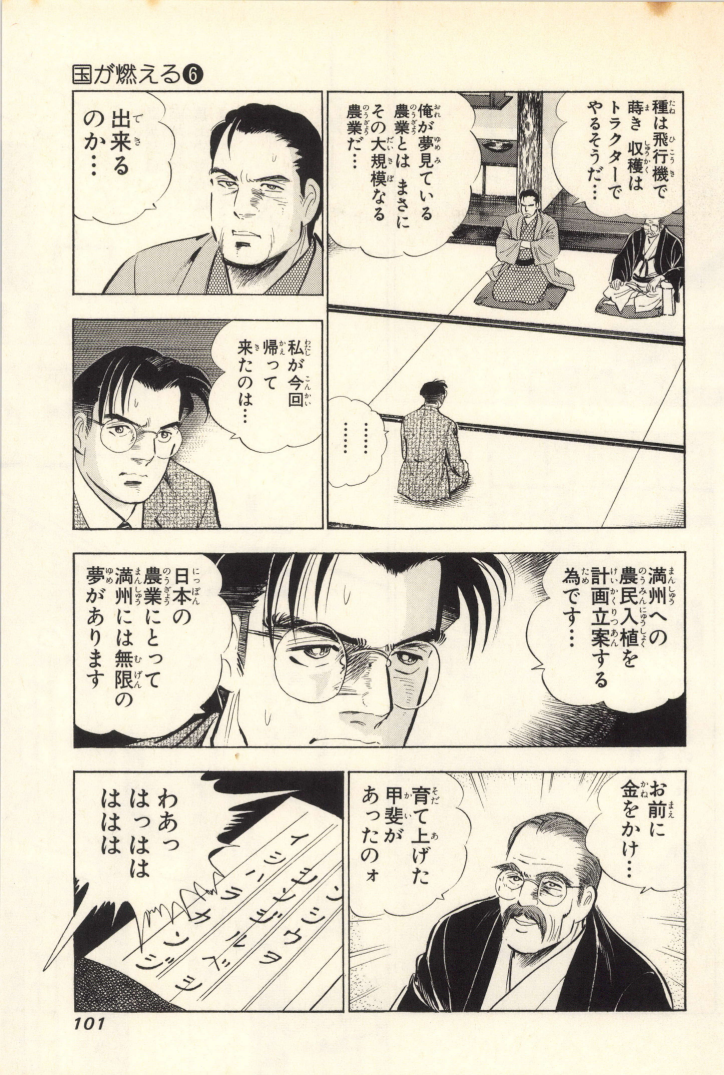 国が燃える❻
種は飛行機で
蒔き 収穫は
トラクターで
やるそうだ…
俺が夢見ている
農業とは まさに
その大規模なる
農業だ…
………
………
出来る
のか…
私が今回
帰って
来たのは…
満州への
農民入植を
計画立案する
為です…
日本の
農業にとって
満州には無限の
夢があります
お前に
金をかけ…
育て上げた
甲斐が
あったのォ
ンシウヲ
シンジルベシ
イシハラカンジ
わあっ
はっはは
ははは
101